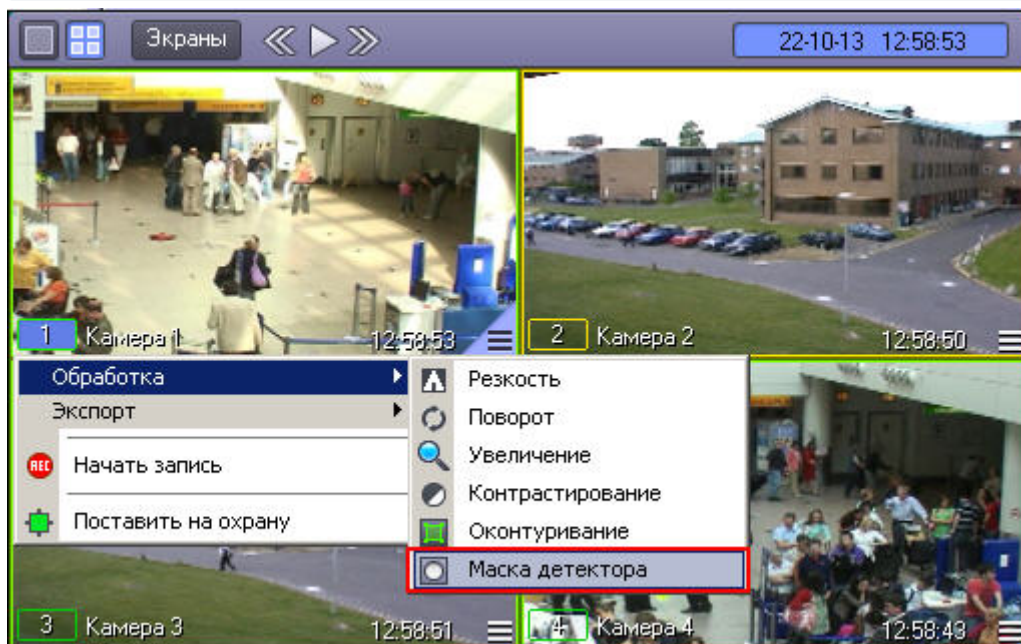 Экраны
22-10-13 12:58:53
1 Камера 1 12:58:53
2 Камера 2 12:58:50
Обработка
Экспорт
REC Начать запись
Поставить на охрану
Резкость
Поворот
Увеличение
Контрастирование
Оконтуривание
Маска детектора
3 Камера 3 12:58:51
4 Камера 4 12:58:43